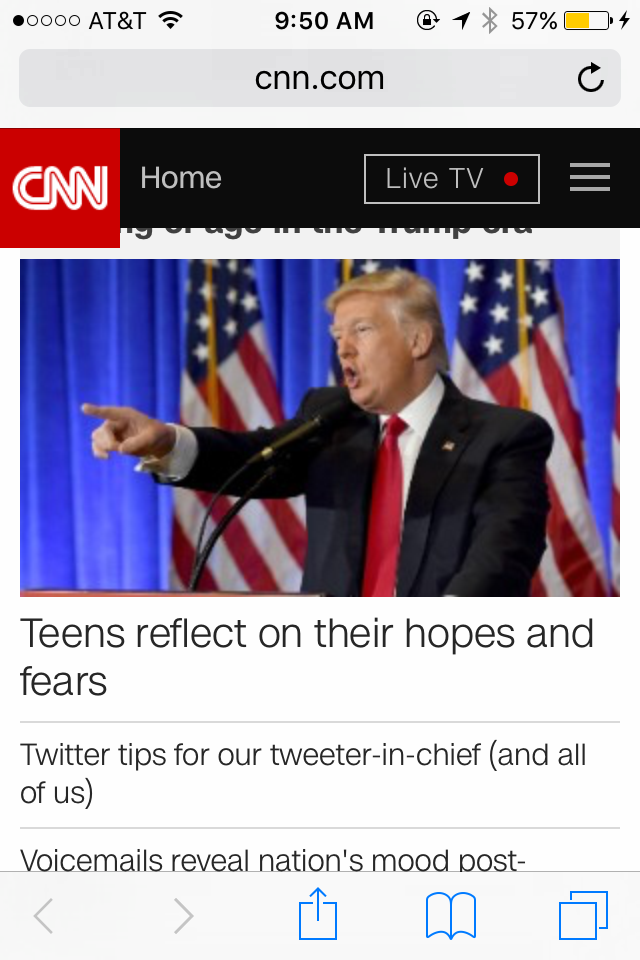 AT&T 9:50 AM 57%
cnn.com
CNN Home Live TV
Teens reflect on their hopes and
fears
Twitter tips for our tweeter-in-chief (and all
of us)
Voicemails reveal nation's mood post-